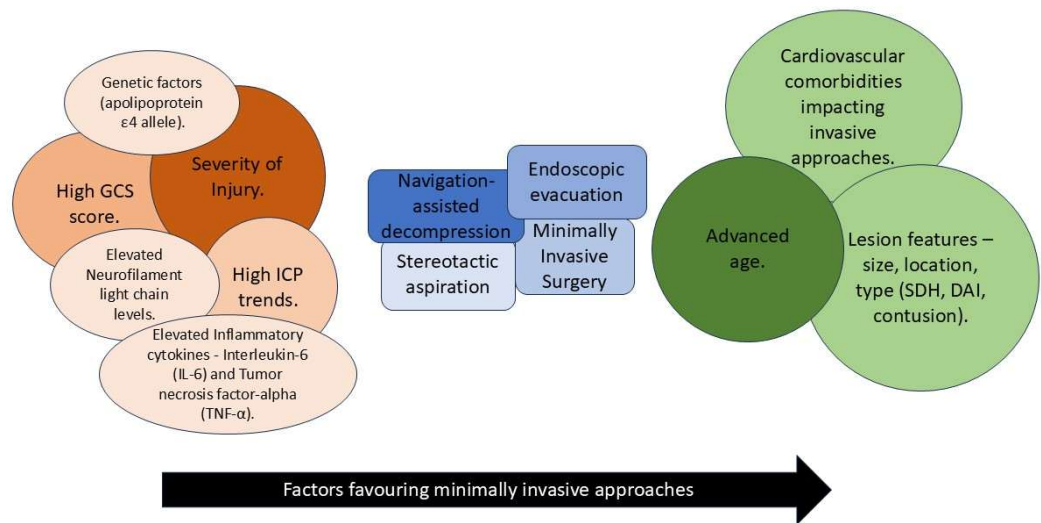 Genetic factors
(apolipoprotein
ε4 allele).
Severity of
Injury.
High GCS
score.
Elevated
Neurofilament
light chain
levels.
High ICP
trends.
Elevated Inflammatory
cytokines - Interleukin-6
(IL-6) and Tumor
necrosis factor-alpha
(TNF-α).
Navigation-
assisted
decompression
Endoscopic
evacuation
Stereotactic
aspiration
Minimally
Invasive
Surgery
Cardiovascular
comorbidities
impacting
invasive
approaches.
Advanced
age.
Lesion features –
size, location,
type (SDH, DAI,
contusion).
Factors favouring minimally invasive approaches